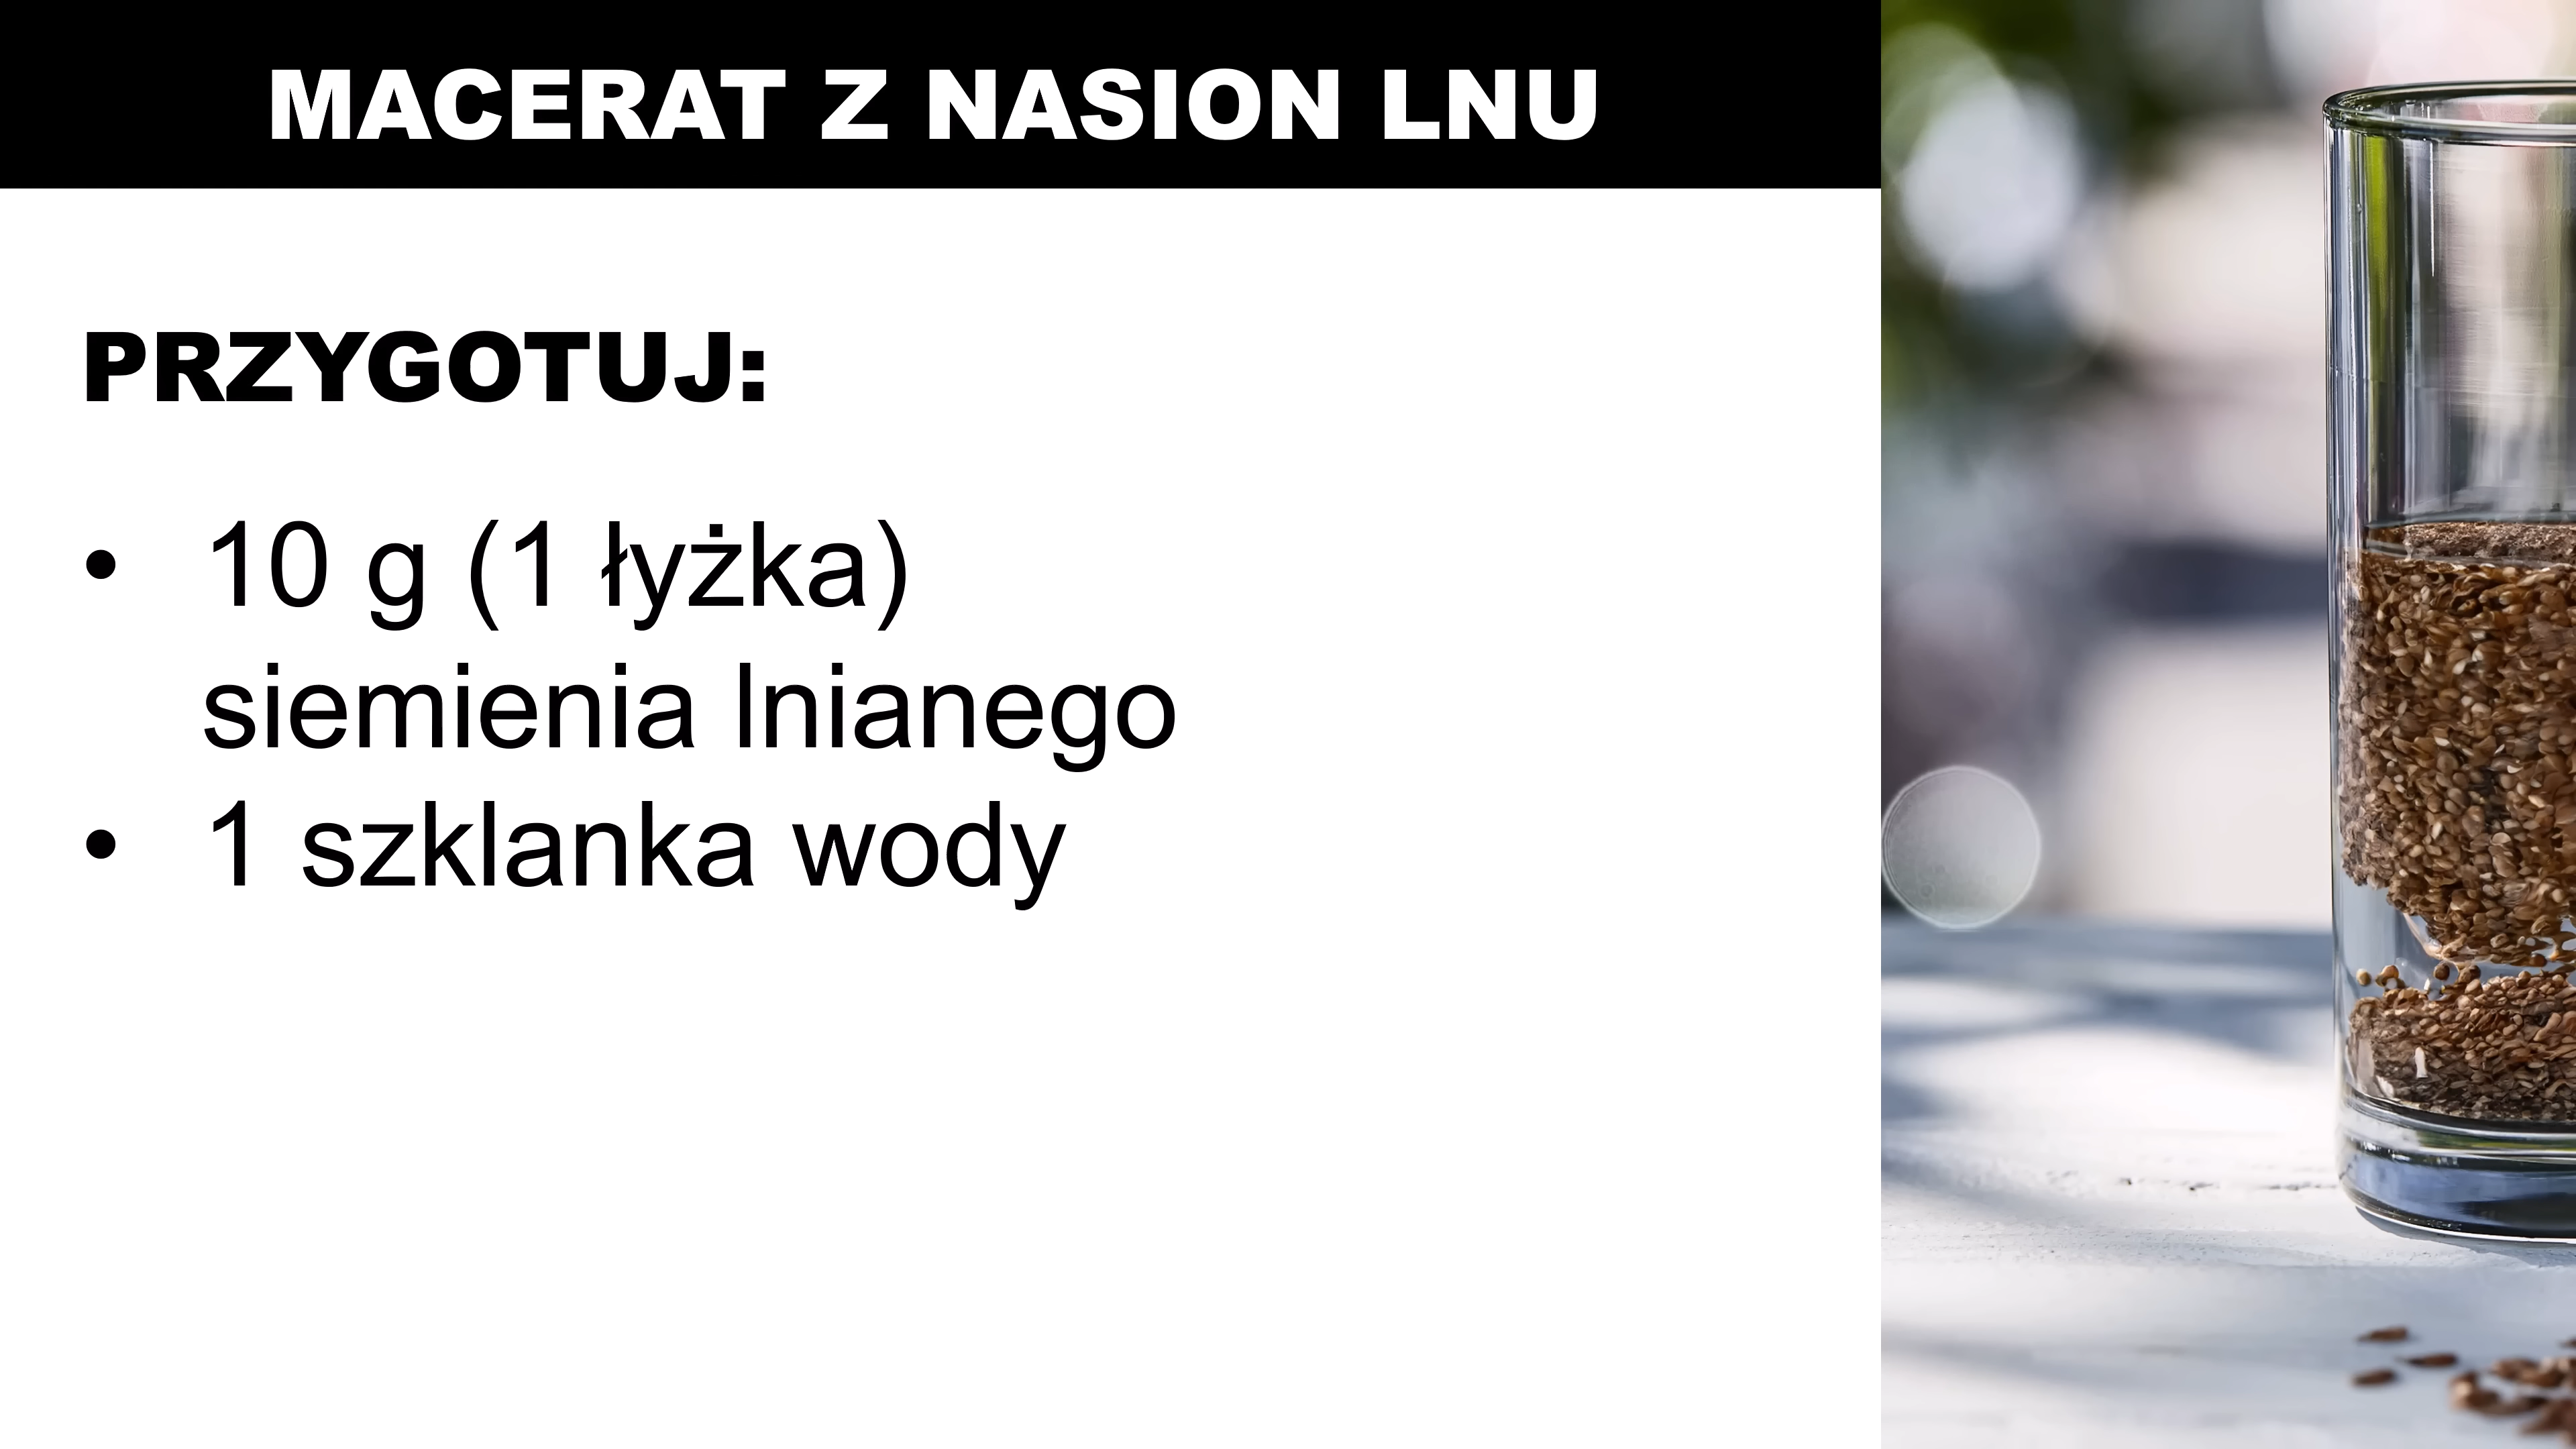 MACERAT Z NASION LNU
PRZYGOTUJ:
• 10 g (1 łyżka)
siemienia lnianego
• 1 szklanka wody